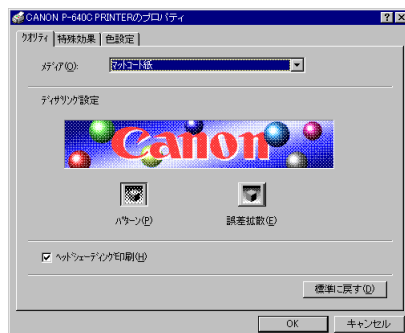 CANON P-640C PRINTERのプロパティ
クオリティ 特殊効果 色設定
メディア(O): マットコート紙
ディザリング設定
Canon
パターン(P) 誤差拡散(E)
ヘッドシェーディング印刷(H)
標準に戻す(D)
OK キャンセル